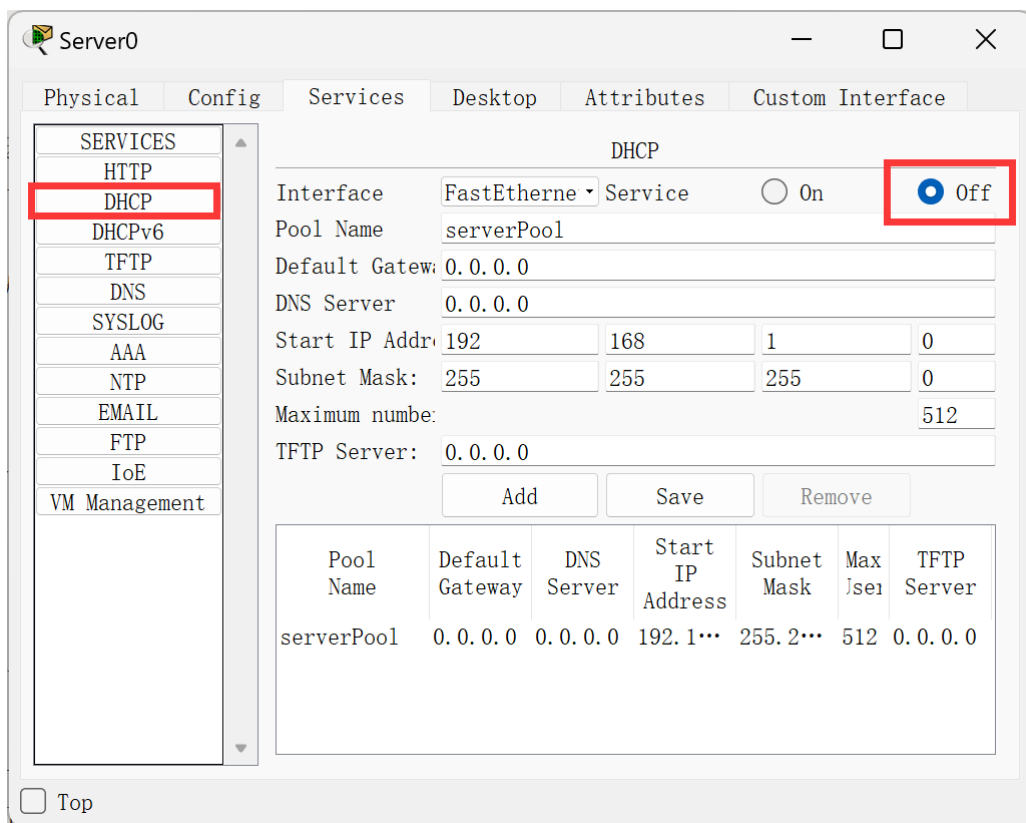 Server0
Physical Config Services Desktop Attributes Custom Interface
SERVICES
HTTP
DHCP
DHCPv6
TFTP
DNS
SYSLOG
AAA
NTP
EMAIL
FTP
IoE
VM Management
DHCP
Interface FastEtherne Service On Off
Pool Name serverPool
Default Gatewa 0.0.0.0
DNS Server 0.0.0.0
Start IP Addr 192 168 1 0
Subnet Mask: 255 255 255 0
Maximum number 512
TFTP Server: 0.0.0.0
Add Save Remove
Pool Name Default Gateway DNS Server Start IP Address Subnet Mask Max User TFTP Server
serverPool 0.0.0.0 0.0.0.0 192.1… 255.2… 512 0.0.0.0
Top